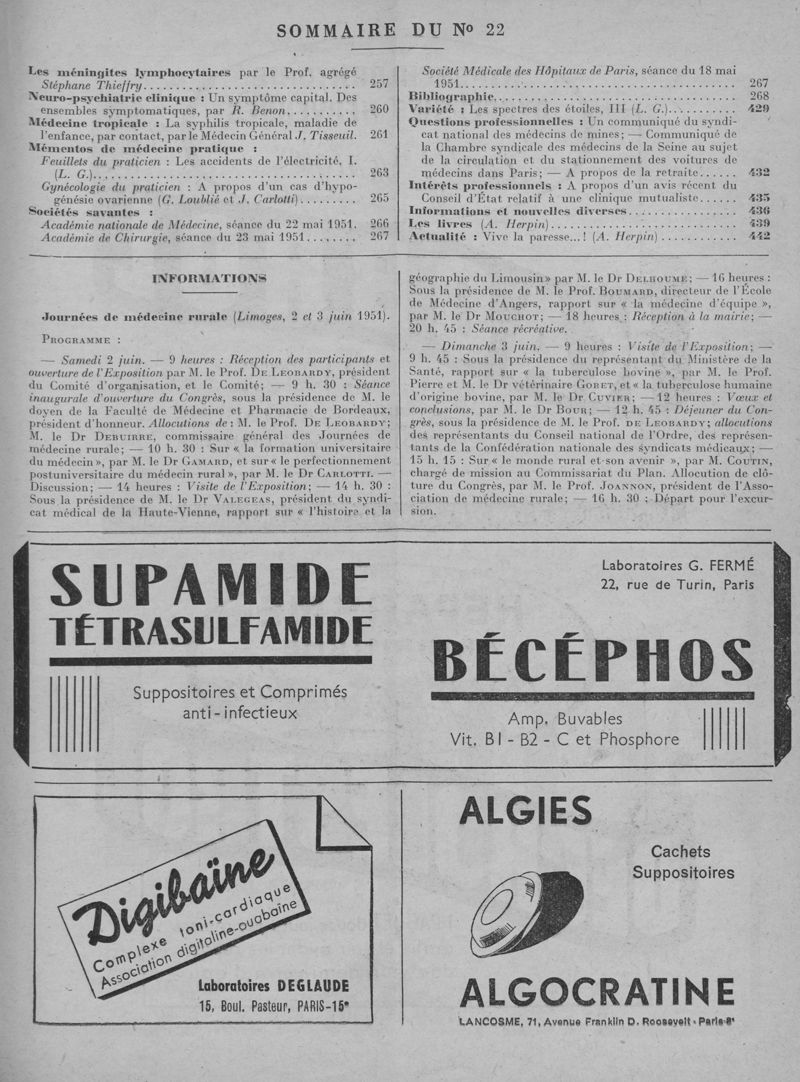 SOMMAIRE DU No 22
Les méningites lymphocytaires par le Prof. agrégé
Stéphane Thieffry.................................. 257
Neuro-psychiatrie clinique : Un symptôme capital. Des
ensembles symptomatiques, par R. Benon........... 260
Médecine tropicale : La syphilis tropicale, maladie de
l'enfance, par contact, par le Médecin Général J. Tisseuil. 261
Mémentos de médecine pratique :
Feuillets du praticien : Les accidents de l'électricité, I.
(L. G.)............................................ 263
Gynécologie du praticien : A propos d'un cas d'hypo-
génésie ovarienne (G. Loublié et J. Carlotti)......... 265
Sociétés savantes :
Académie nationale de Médecine, séance du 22 mai 1951. 266
Académie de Chirurgie, séance du 23 mai 1951........ 267
Société Médicale des Hôpitaux de Paris, séance du 18 mai
1951............................................ 267
Bibliographie....................................... 268
Variété : Les spectres des étoiles, III (L. G.)........... 429
Questions professionnelles : Un communiqué du syndi-
cat national des médecins de mines; — Communiqué de
la Chambre syndicale des médecins de la Seine au sujet
de la circulation et du stationnement des voitures de
médecins dans Paris; — A propos de la retraite...... 432
Intérêts professionnels : A propos d'un avis récent du
Conseil d'État relatif à une clinique mutualiste...... 435
Informations et nouvelles diverses................. 436
Les livres (A. Herpin)............................... 439
Actualité : Vive la paresse...! (A. Herpin)............ 442
INFORMATIONS
Journées de médecine rurale (Limoges, 2 et 3 juin 1951).
PROGRAMME :
— Samedi 2 juin. — 9 heures : Réception des participants et
ouverture de l'Exposition par M. le Prof. DE LEOBARDY, président
du Comité d'organisation, et le Comité; — 9 h. 30 : Séance
inaugurale d'ouverture du Congrès, sous la présidence de M. le
doyen de la Faculté de Médecine et Pharmacie de Bordeaux,
président d'honneur. Allocutions de : M. le Prof. DE LEOBARDY;
M. le Dr DEBUIRRE, commissaire général des Journées de
médecine rurale; — 10 h. 30 : Sur « la formation universitaire
du médecin », par M. le Dr GAMARD, et sur « le perfectionnement
postuniversitaire du médecin rural », par M. le Dr CARLOTTI. —
Discussion; — 14 heures : Visite de l'Exposition; — 14 h. 30 :
Sous la présidence de M. le Dr VALEGEAS, président du syndi-
cat médical de la Haute-Vienne, rapport sur « l'histoire et la
géographie du Limousin» par M. le Dr DELHOUME; — 16 heures :
Sous la présidence de M. le Prof. BOUMARD, directeur de l'École
de Médecine d'Angers, rapport sur « la médecine d'équipe »,
par M. le Dr MOUCHOT; — 18 heures : Réception à la mairie; —
20 h. 45 : Séance récréative.
— Dimanche 3 juin. — 9 heures : Visite de l'Exposition; —
9 h. 45 : Sous la présidence du représentant du Ministère de la
Santé, rapport sur « la tuberculose bovine », par M. le Prof.
Pierre et M. le Dr vétérinaire GORET, et « la tuberculose humaine
d'origine bovine, par M. le Dr CUVIER; — 12 heures : Vœux et
conclusions, par M. le Dr BOUR; — 12 h. 45 : Déjeuner du Con-
grès, sous la présidence de M. le Prof. DE LEOBARDY; allocutions
des représentants du Conseil national de l'Ordre, des représen-
tants de la Confédération nationale des syndicats médicaux; —
15 h. 15 : Sur « le monde rural et son avenir », par M. COUTIN,
chargé de mission au Commissariat du Plan. Allocution de clô-
ture du Congrès, par M. le Prof. JOANNON, président de l'Asso-
ciation de médecine rurale; — 16 h. 30 : Départ pour l'excur-
sion.
SUPAMIDE
TÉTRASULFAMIDE
Suppositoires et Comprimés
anti-infectieux
Laboratoires G. FERMÉ
22, rue de Turin, Paris
BÉCÉPHOS
Amp. Buvables
Vit. B1 - B2 - C et Phosphore
Digibaïne
Complexe toni-cardiaque
Association digitaline-ouabaine
Laboratoires DEGLAUDE
15, Boul. Pasteur, PARIS-15e
ALGIES
Cachets
Suppositoires
ALGOCRATINE
LANCOSME, 71, Avenue Franklin D. Roosevelt - Paris-8e